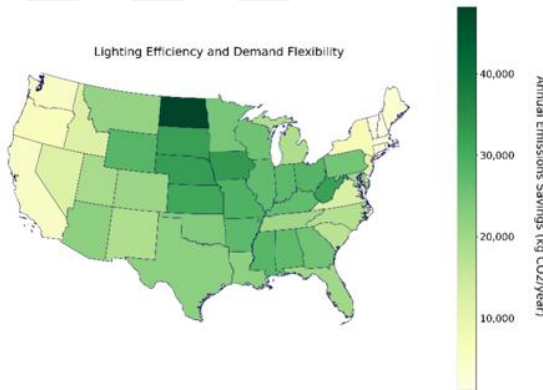 Lighting Efficiency and Demand Flexibility
40,000
30,000
20,000
10,000
Annual Emissions Savings (kg CO2/year)